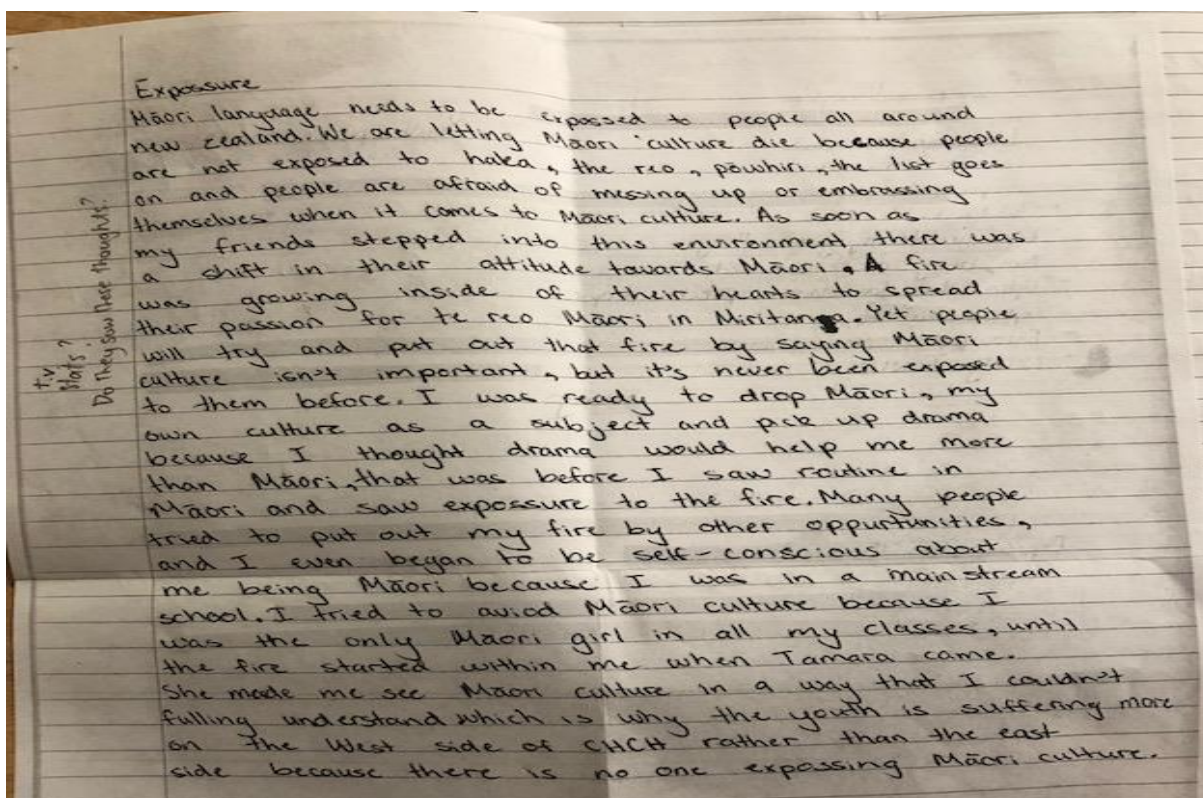 Expossure
Māori language needs to be expossed to people all around
new zealand. We are letting Māori culture die because people
are not exposed to haka, the reo, pōwhiri, the list goes
on and people are afraid of messing up or embrassing
themselves when it comes to Māori culture. As soon as
my friends stepped into this environment there was
a shift in their attitude towards Māori. A fire
was growing inside of their hearts to spread
their passion for te reo Māori in Miritanga. Yet people
will try and put out that fire by saying Māori
culture isn't important, but it's never been exposed
to them before. I was ready to drop Māori, my
own culture as a subject and pick up drama
because I thought drama would help me more
than Māori, that was before I saw routine in
Māori and saw expossure to the fire. Many people
tried to put out my fire by other oppurtunities,
and I even began to be self-conscious about
me being Māori because I was in a mainstream
school. I tried to aviod Māori culture because I
was the only Māori girl in all my classes, until
the fire started within me when Tamara came.
She made me see Māori culture in a way that I couldn't
fulling understand which is why the youth is suffering more
on the West side of CHCH rather than the east
side because there is no one expossing Māori culture.
t.v
Do they saw there thought?